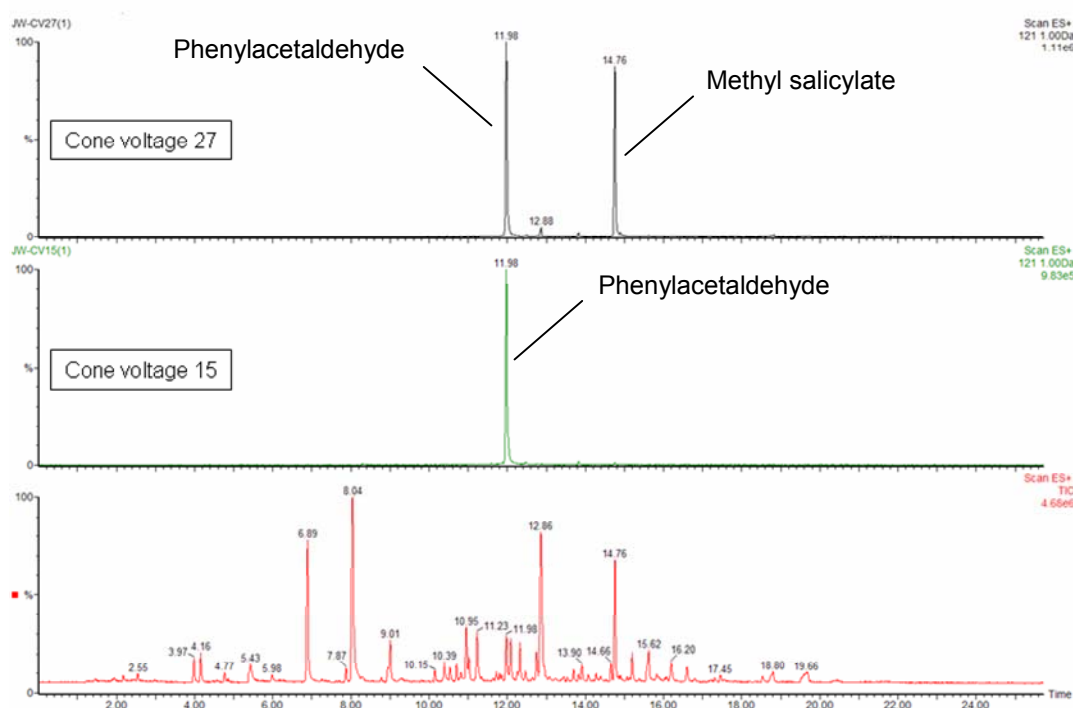 JW-CV27(1)
Scan ES+
121 1.00Da
1.11e6
100
%
0
Phenylacetaldehyde
11.98
14.76
Methyl salicylate
Cone voltage 27
12.88
JW-CV15(1)
Scan ES+
121 1.00Da
9.83e5
100
%
0
11.98
Phenylacetaldehyde
Cone voltage 15
Scan ES+
TIC
4.68e6
100
%
0
8.04
6.89
12.86
14.76
3.97
4.16
2.55
4.77
5.43
5.98
7.87
9.01
10.15
10.39
10.95
11.23
11.98
13.90
14.66
15.62
16.20
17.45
18.80
19.66
2.00 4.00 6.00 8.00 10.00 12.00 14.00 16.00 18.00 20.00 22.00 24.00 Time